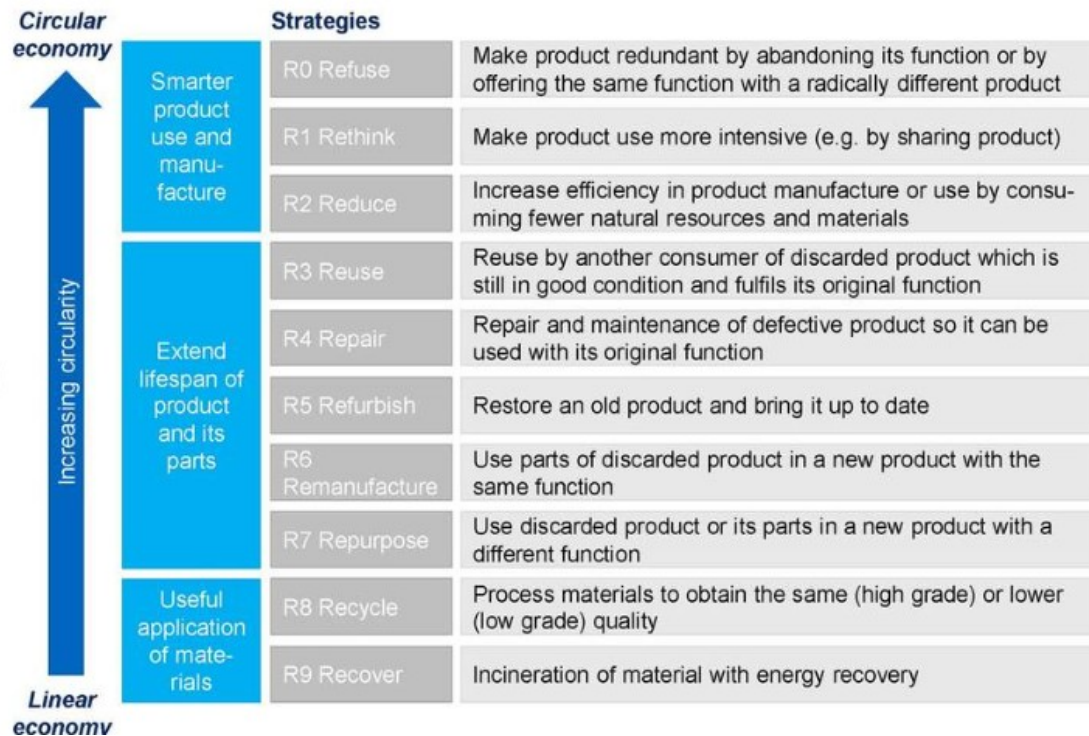 Circular
economy
Strategies
Increasing circularity
Linear
economy
Smarter
product
use and
manu-
facture
R0 Refuse
Make product redundant by abandoning its function or by
offering the same function with a radically different product
R1 Rethink
Make product use more intensive (e.g. by sharing product)
R2 Reduce
Increase efficiency in product manufacture or use by consu-
ming fewer natural resources and materials
Extend
lifespan of
product
and its
parts
R3 Reuse
Reuse by another consumer of discarded product which is
still in good condition and fulfils its original function
R4 Repair
Repair and maintenance of defective product so it can be
used with its original function
R5 Refurbish
Restore an old product and bring it up to date
R6
Remanufacture
Use parts of discarded product in a new product with the
same function
R7 Repurpose
Use discarded product or its parts in a new product with a
different function
Useful
application
of mate-
rials
R8 Recycle
Process materials to obtain the same (high grade) or lower
(low grade) quality
R9 Recover
Incineration of material with energy recovery